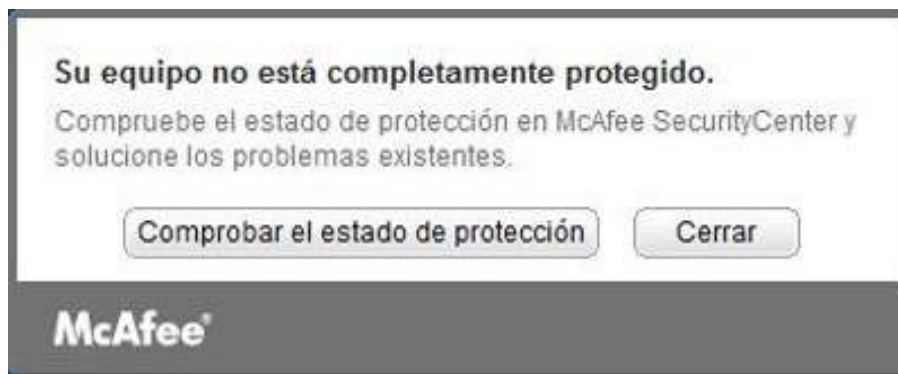 Su equipo no está completamente protegido.
Compruebe el estado de protección en McAfee SecurityCenter y
solucione los problemas existentes.
Comprobar el estado de protección
Cerrar
McAfee®